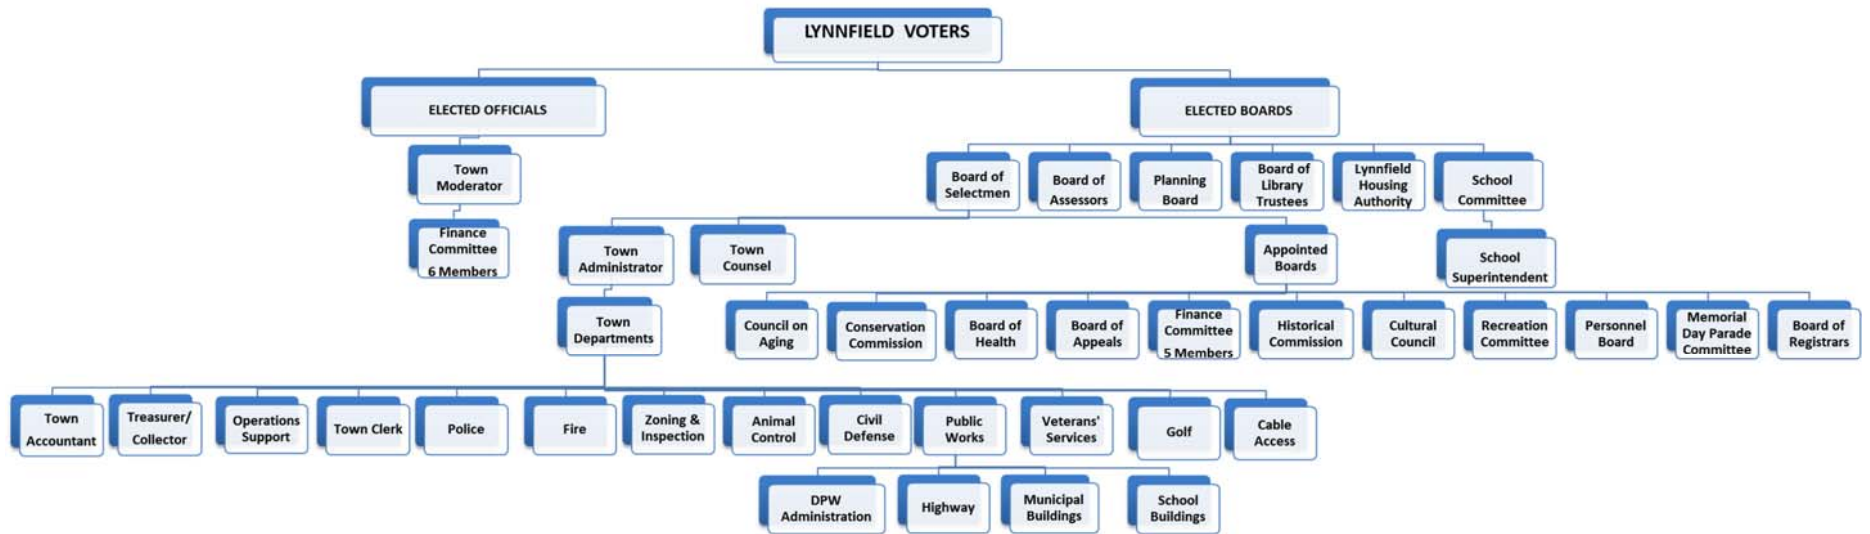 LYNNFIELD VOTERS
ELECTED OFFICIALS
ELECTED BOARDS
Town
Moderator
Board of
Selectmen
Board of
Assessors
Planning
Board
Board of
Library
Trustees
Lynnfield
Housing
Authority
School
Committee
Finance
Committee
6 Members
Town
Administrator
Town
Counsel
Appointed
Boards
School
Superintendent
Town
Departments
Council on
Aging
Conservation
Commission
Board of
Health
Board of
Appeals
Finance
Committee
5 Members
Historical
Commission
Cultural
Council
Recreation
Committee
Personnel
Board
Memorial
Day Parade
Committee
Board of
Registrars
Town
Accountant
Treasurer/
Collector
Operations
Support
Town Clerk
Police
Fire
Zoning &
Inspection
Animal
Control
Civil
Defense
Public
Works
Veterans'
Services
Golf
Cable
Access
DPW
Administration
Highway
Municipal
Buildings
School
Buildings